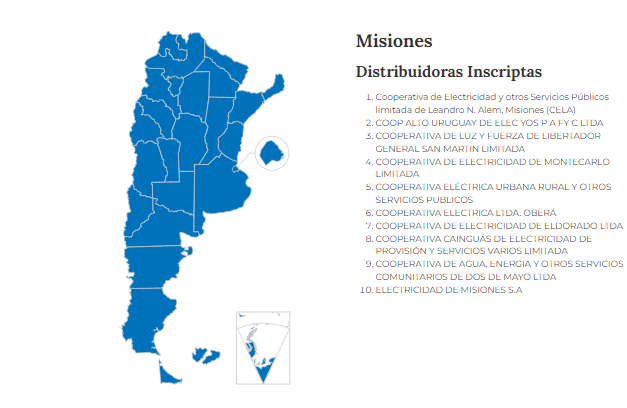 Misiones
Distribuidoras Inscriptas
1. Cooperativa de Electricidad y otros Servicios Públicos
limitada de Leandro N. Alem, Misiones (CELA)
2. COOP ALTO URUGUAY DE ELEC YOS P A FY C LTDA
3. COOPERATIVA DE LUZ Y FUERZA DE LIBERTADOR
GENERAL SAN MARTIN LIMITADA
4. COOPERATIVA DE ELECTRICIDAD DE MONTECARLO
LIMITADA
5. COOPERATIVA ELÉCTRICA URBANA RURAL Y OTROS
SERVICIOS PUBLICOS
6. COOPERATIVA ELECTRICA LTDA. OBERÁ
7. COOPERATIVA DE ELECTRICIDAD DE ELDORADO LTDA
8. COOPERATIVA CAINGUÁS DE ELECTRICIDAD DE
PROVISIÓN Y SERVICIOS VARIOS LIMITADA
9. COOPERATIVA DE AGUA, ENERGIA Y OTROS SERVICIOS
COMUNITARIOS DE DOS DE MAYO LTDA
10. ELECTRICIDAD DE MISIONES S.A